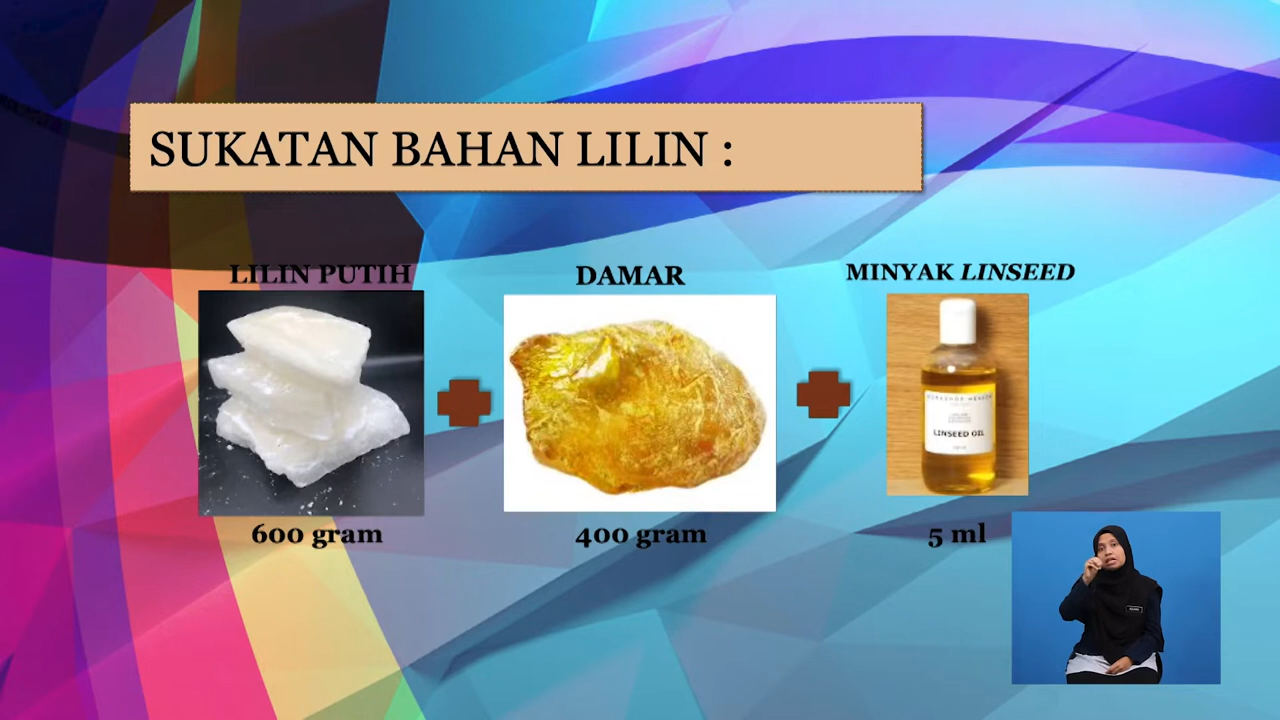 SUKATAN BAHAN LILIN :
LILIN PUTIH
DAMAR
MINYAK LINSEED
LINSEED OIL
600 gram
400 gram
5 ml